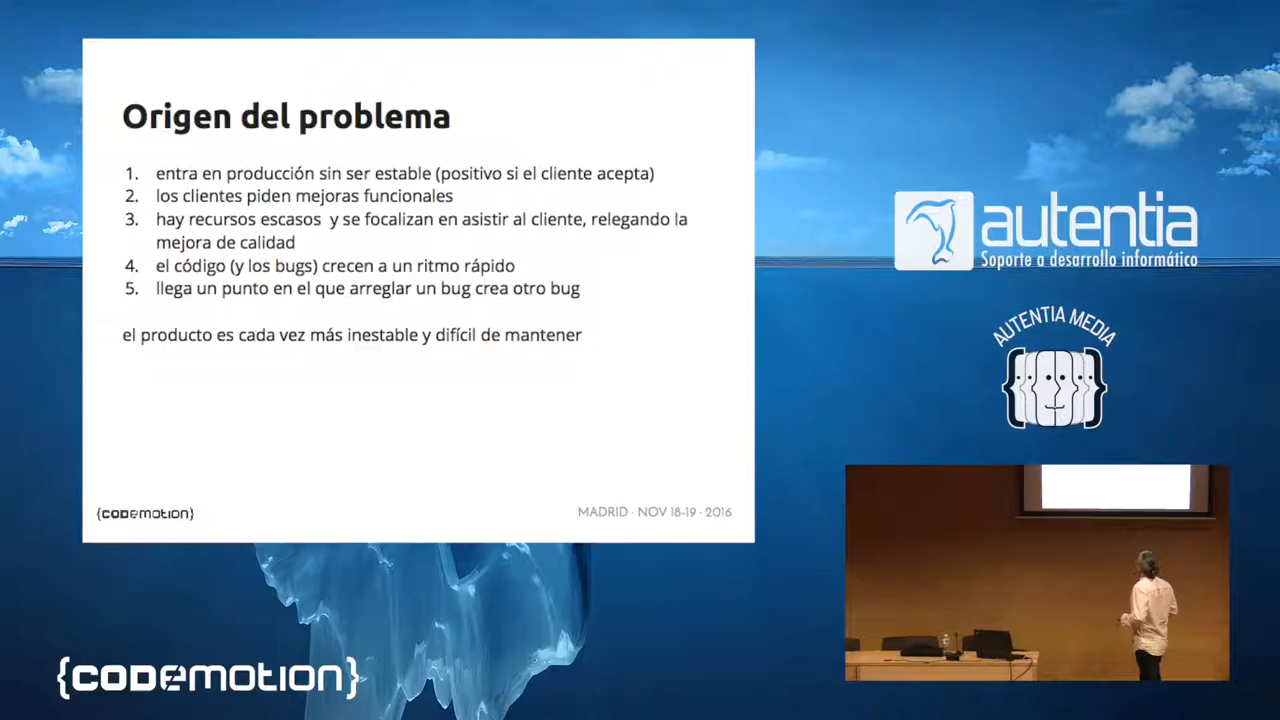 Origen del problema
1. entra en producción sin ser estable (positivo si el cliente acepta)
2. los clientes piden mejoras funcionales
3. hay recursos escasos y se focalizan en asistir al cliente, relegando la
mejora de calidad
4. el código (y los bugs) crecen a un ritmo rápido
5. llega un punto en el que arreglar un bug crea otro bug
el producto es cada vez más inestable y difícil de mantener
{CODEMOTION}
MADRID · NOV 18-19 · 2016
autentia
Soporte a desarrollo informático
AUTENTIA MEDIA
{CODEMOTION}